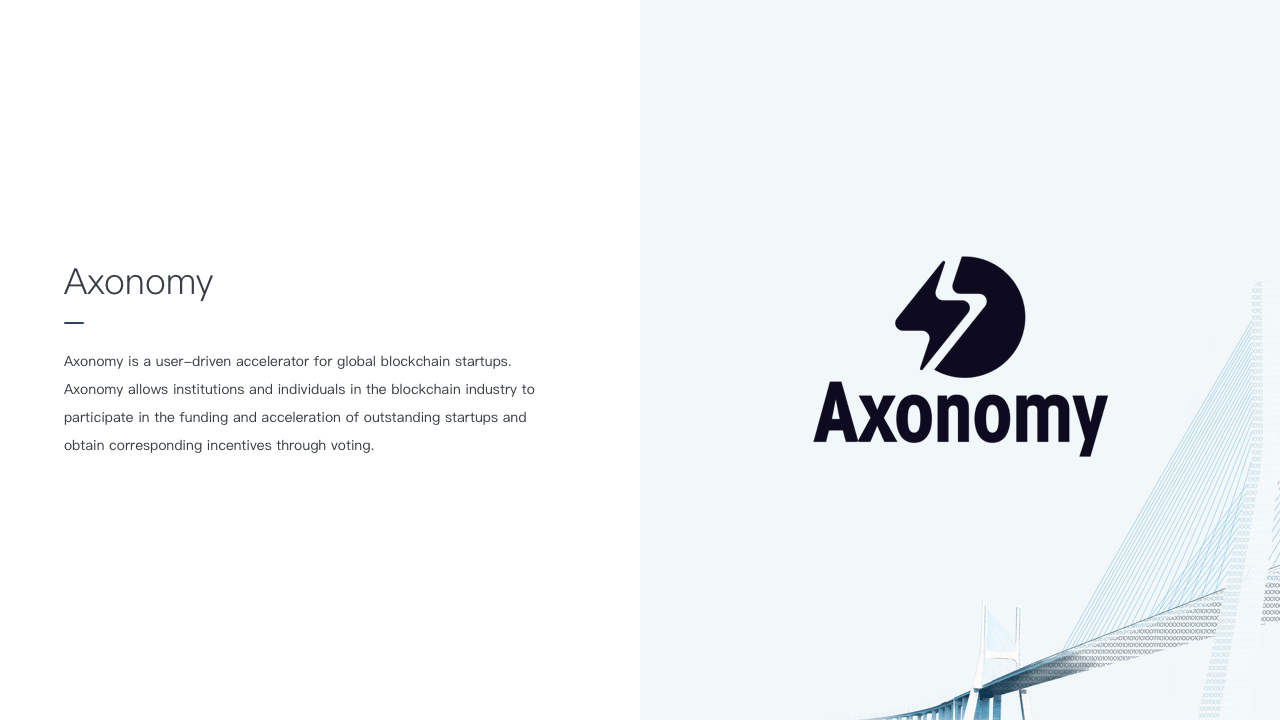 Axonomy
Axonomy is a user–driven accelerator for global blockchain startups.
Axonomy allows institutions and individuals in the blockchain industry to
participate in the funding and acceleration of outstanding startups and
obtain corresponding incentives through voting.
Axonomy